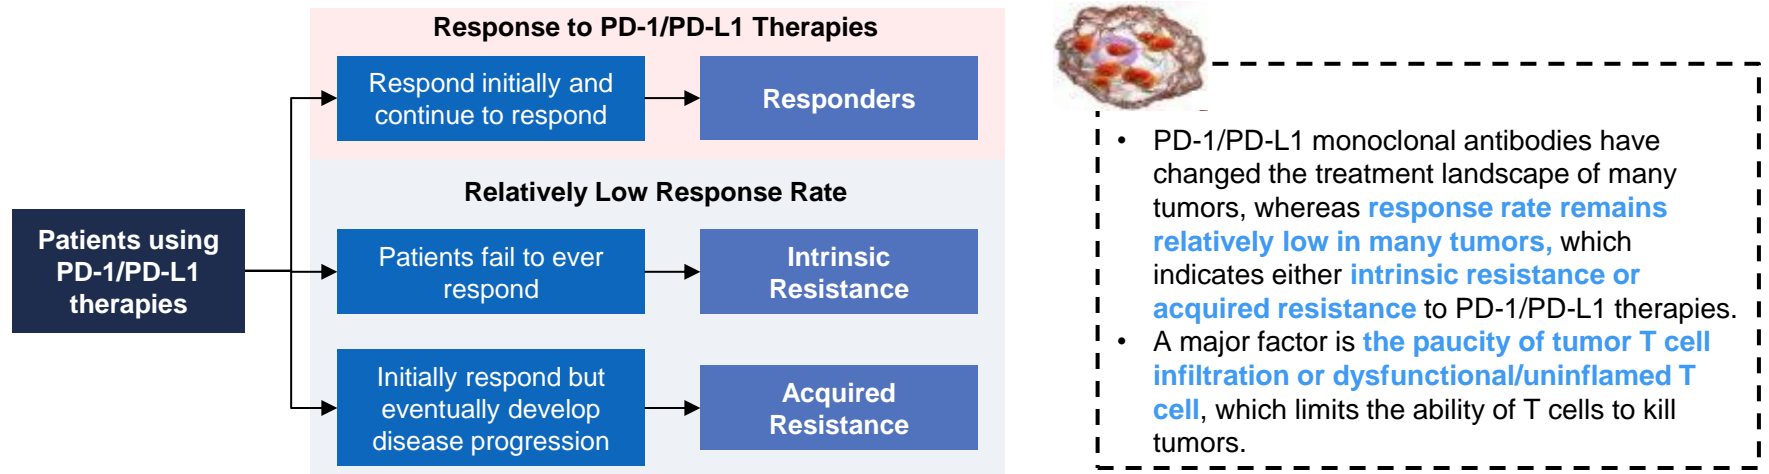 Response to PD-1/PD-L1 Therapies
Respond initially and
continue to respond
Responders
Relatively Low Response Rate
Patients using
PD-1/PD-L1
therapies
Patients fail to ever
respond
Intrinsic
Resistance
Initially respond but
eventually develop
disease progression
Acquired
Resistance
• PD-1/PD-L1 monoclonal antibodies have
changed the treatment landscape of many
tumors, whereas response rate remains
relatively low in many tumors, which
indicates either intrinsic resistance or
acquired resistance to PD-1/PD-L1 therapies.
• A major factor is the paucity of tumor T cell
infiltration or dysfunctional/uninflamed T
cell, which limits the ability of T cells to kill
tumors.